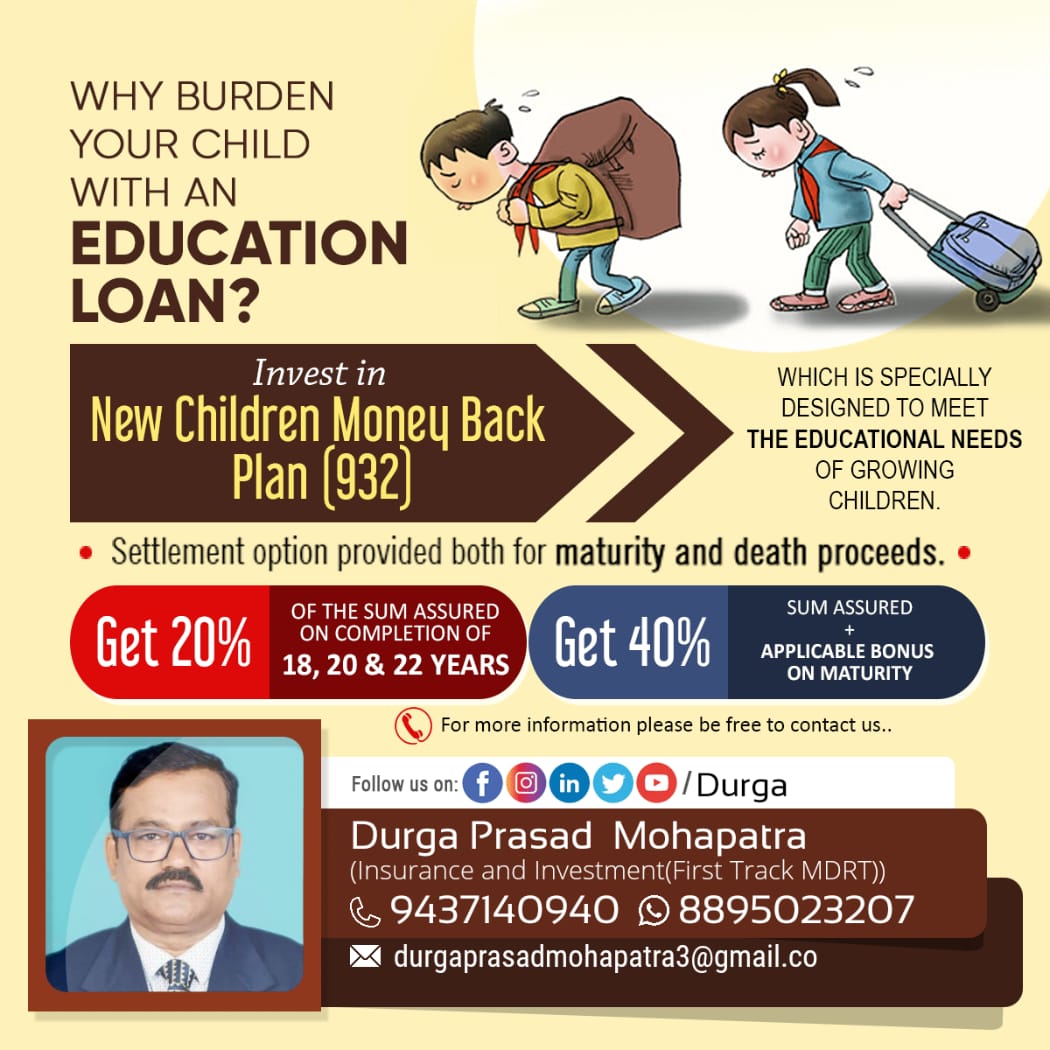 WHY BURDEN
YOUR CHILD
WITH AN
EDUCATION
LOAN?
Invest in
New Children Money Back
Plan (932)
WHICH IS SPECIALLY
DESIGNED TO MEET
THE EDUCATIONAL NEEDS
OF GROWING
CHILDREN.
• Settlement option provided both for maturity and death proceeds. •
Get 20%
OF THE SUM ASSURED
ON COMPLETION OF
18, 20 & 22 YEARS
Get 40%
SUM ASSURED
+
APPLICABLE BONUS
ON MATURITY
For more information please be free to contact us..
Follow us on: / Durga
Durga Prasad Mohapatra
(Insurance and Investment(First Track MDRT))
9437140940 8895023207
durgaprasadmohapatra3@gmail.co